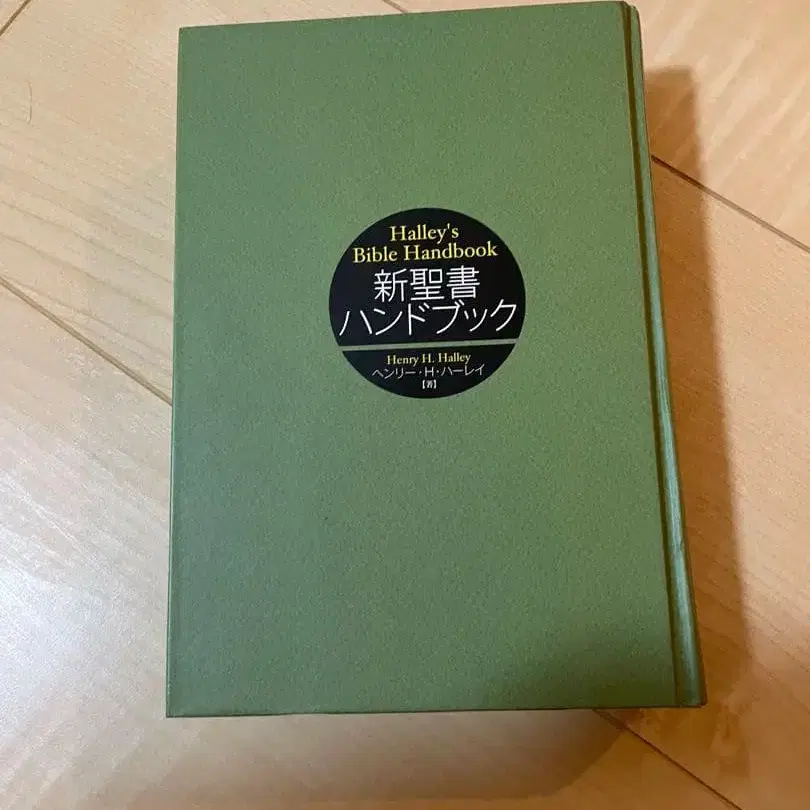 Halley's
Bible Handbook
新聖書
ハンドブック
Henry H. Halley
ヘンリー・H・ハーレイ
【著】